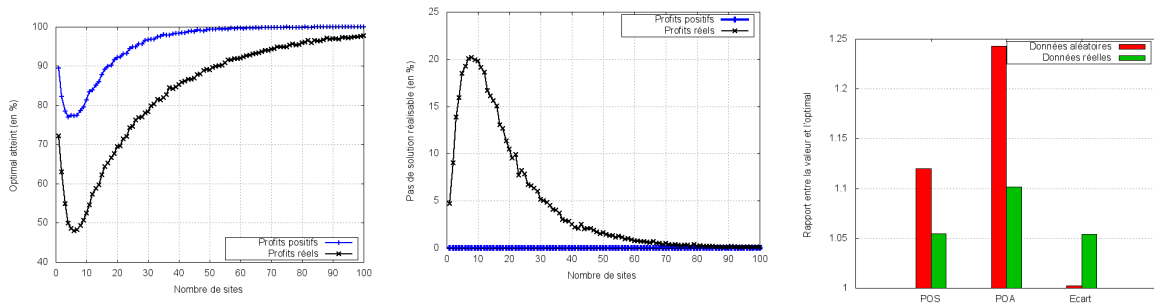 100
90
80
70
60
50
40
Optimal atteint (en %)
0
10
20
30
40
50
60
70
80
90
100
Nombre de sites
Profits positifs
Profits réels
25
20
15
10
5
0
Pas de solution réalisable (en %)
0
10
20
30
40
50
60
70
80
90
100
Nombre de sites
Profits positifs
Profits réels
1.25
1.2
1.15
1.1
1.05
1
Rapport entre la valeur et l'optimal
POS
POA
Ecart
Données aléatoires
Données réelles